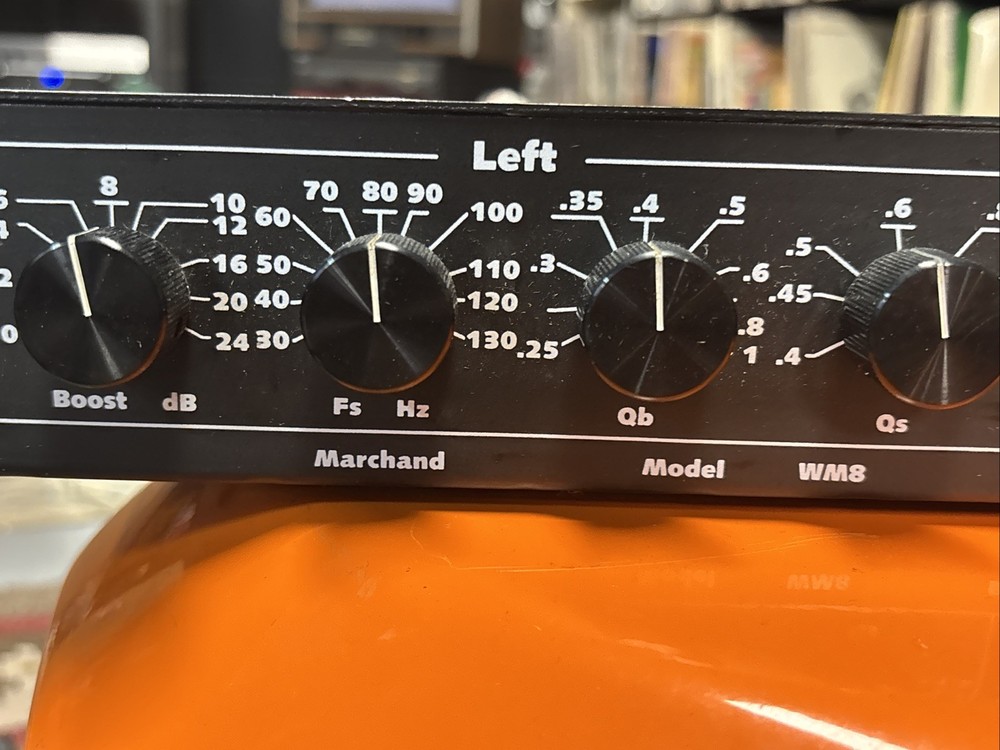 Left
8 10 12 16 20 24
70 80 90 100 60 50 40 30 110 120 130
.35 .4 .5 .3 .25 .6 .8 1
.6 .5 .45 .4
Boost dB Fs Hz Qb Qs
Marchand Model WM8